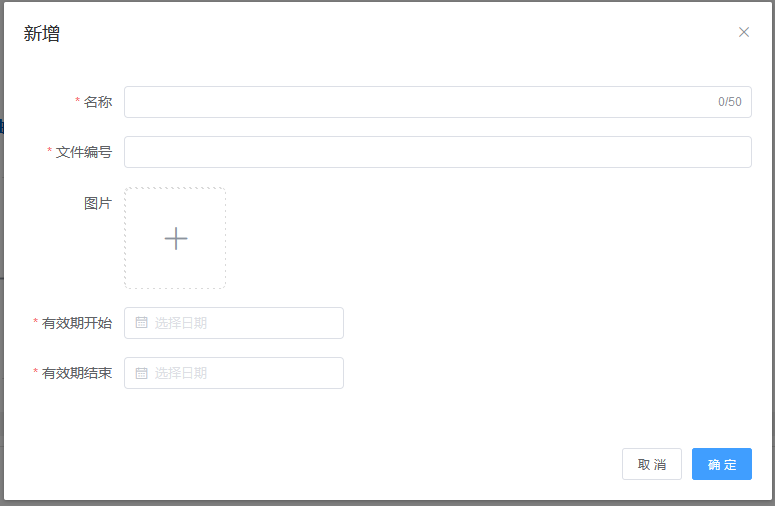 新增
* 名称
0/50
* 文件编号
图片
* 有效期开始 选择日期
* 有效期结束 选择日期
取消 确定